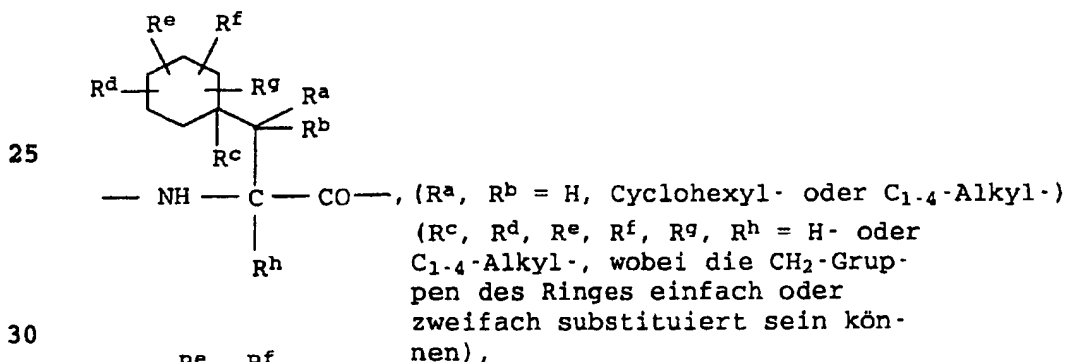 Re Rf
Rd Rg Ra
Rb
25 Rc
— NH — C — CO —, (Ra, Rb = H, Cyclohexyl- oder C1-4-Alkyl-)
(Rc, Rd, Re, Rf, Rg, Rh = H- oder
Rh C1-4-Alkyl-, wobei die CH2-Grup-
pen des Ringes einfach oder
30 zweifach substituiert sein kön-
Re Rf nen),